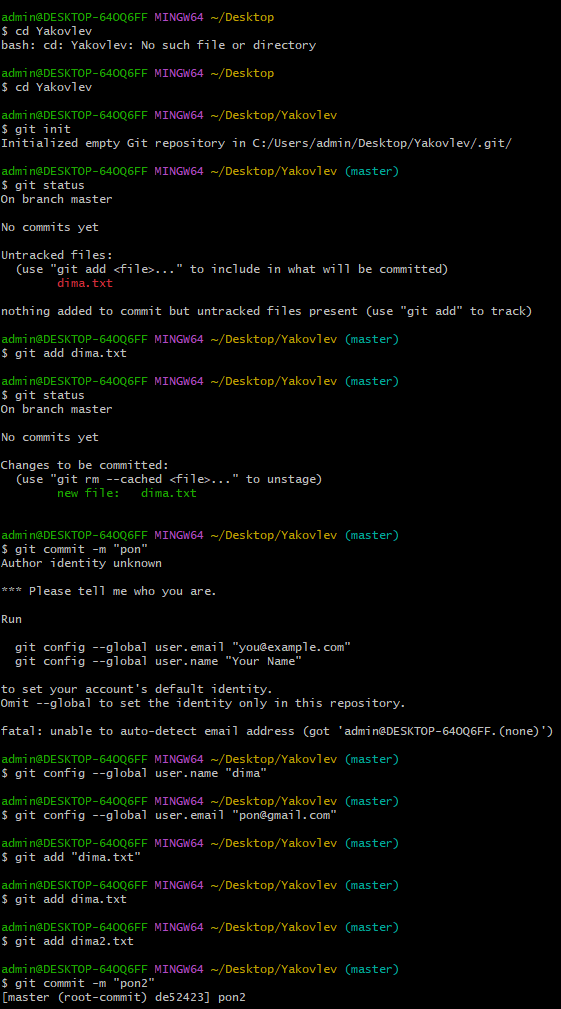 admin@DESKTOP-64OQ6FF MINGW64 ~/Desktop
$ cd Yakovlev
bash: cd: Yakovlev: No such file or directory
admin@DESKTOP-64OQ6FF MINGW64 ~/Desktop
$ cd Yakovlev
admin@DESKTOP-64OQ6FF MINGW64 ~/Desktop/Yakovlev
$ git init
Initialized empty Git repository in C:/Users/admin/Desktop/Yakovlev/.git/
admin@DESKTOP-64OQ6FF MINGW64 ~/Desktop/Yakovlev (master)
$ git status
On branch master
No commits yet
Untracked files:
  (use "git add <file>..." to include in what will be committed)
        dima.txt
nothing added to commit but untracked files present (use "git add" to track)
admin@DESKTOP-64OQ6FF MINGW64 ~/Desktop/Yakovlev (master)
$ git add dima.txt
admin@DESKTOP-64OQ6FF MINGW64 ~/Desktop/Yakovlev (master)
$ git status
On branch master
No commits yet
Changes to be committed:
  (use "git rm --cached <file>..." to unstage)
        new file:   dima.txt
admin@DESKTOP-64OQ6FF MINGW64 ~/Desktop/Yakovlev (master)
$ git commit -m "pon"
Author identity unknown
*** Please tell me who you are.
Run
  git config --global user.email "you@example.com"
  git config --global user.name "Your Name"
to set your account's default identity.
Omit --global to set the identity only in this repository.
fatal: unable to auto-detect email address (got 'admin@DESKTOP-64OQ6FF.(none)')
admin@DESKTOP-64OQ6FF MINGW64 ~/Desktop/Yakovlev (master)
$ git config --global user.name "dima"
admin@DESKTOP-64OQ6FF MINGW64 ~/Desktop/Yakovlev (master)
$ git config --global user.email "pon@gmail.com"
admin@DESKTOP-64OQ6FF MINGW64 ~/Desktop/Yakovlev (master)
$ git add "dima.txt"
admin@DESKTOP-64OQ6FF MINGW64 ~/Desktop/Yakovlev (master)
$ git add dima.txt
admin@DESKTOP-64OQ6FF MINGW64 ~/Desktop/Yakovlev (master)
$ git add dima2.txt
admin@DESKTOP-64OQ6FF MINGW64 ~/Desktop/Yakovlev (master)
$ git commit -m "pon2"
[master (root-commit) de52423] pon2